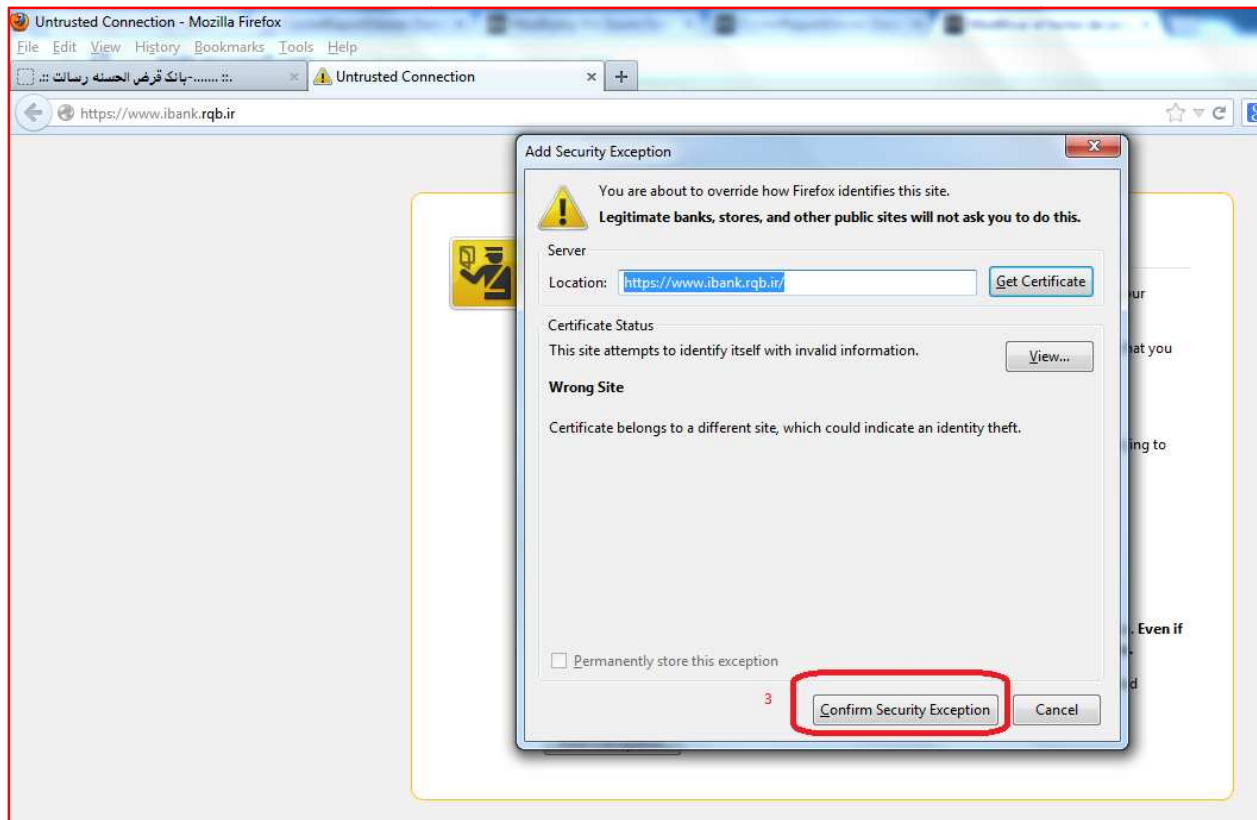 Untrusted Connection - Mozilla Firefox
File Edit View History Bookmarks Tools Help
.:: .......-بانک قرض الحسنه رسالت ::.
Untrusted Connection
https://www.ibank.rqb.ir
Add Security Exception
You are about to override how Firefox identifies this site.
Legitimate banks, stores, and other public sites will not ask you to do this.
Server
Location: https://www.ibank.rqb.ir/ Get Certificate
Certificate Status
This site attempts to identify itself with invalid information.
View...
Wrong Site
Certificate belongs to a different site, which could indicate an identity theft.
you
ing to
. Even if
Permanently store this exception
3
Confirm Security Exception Cancel